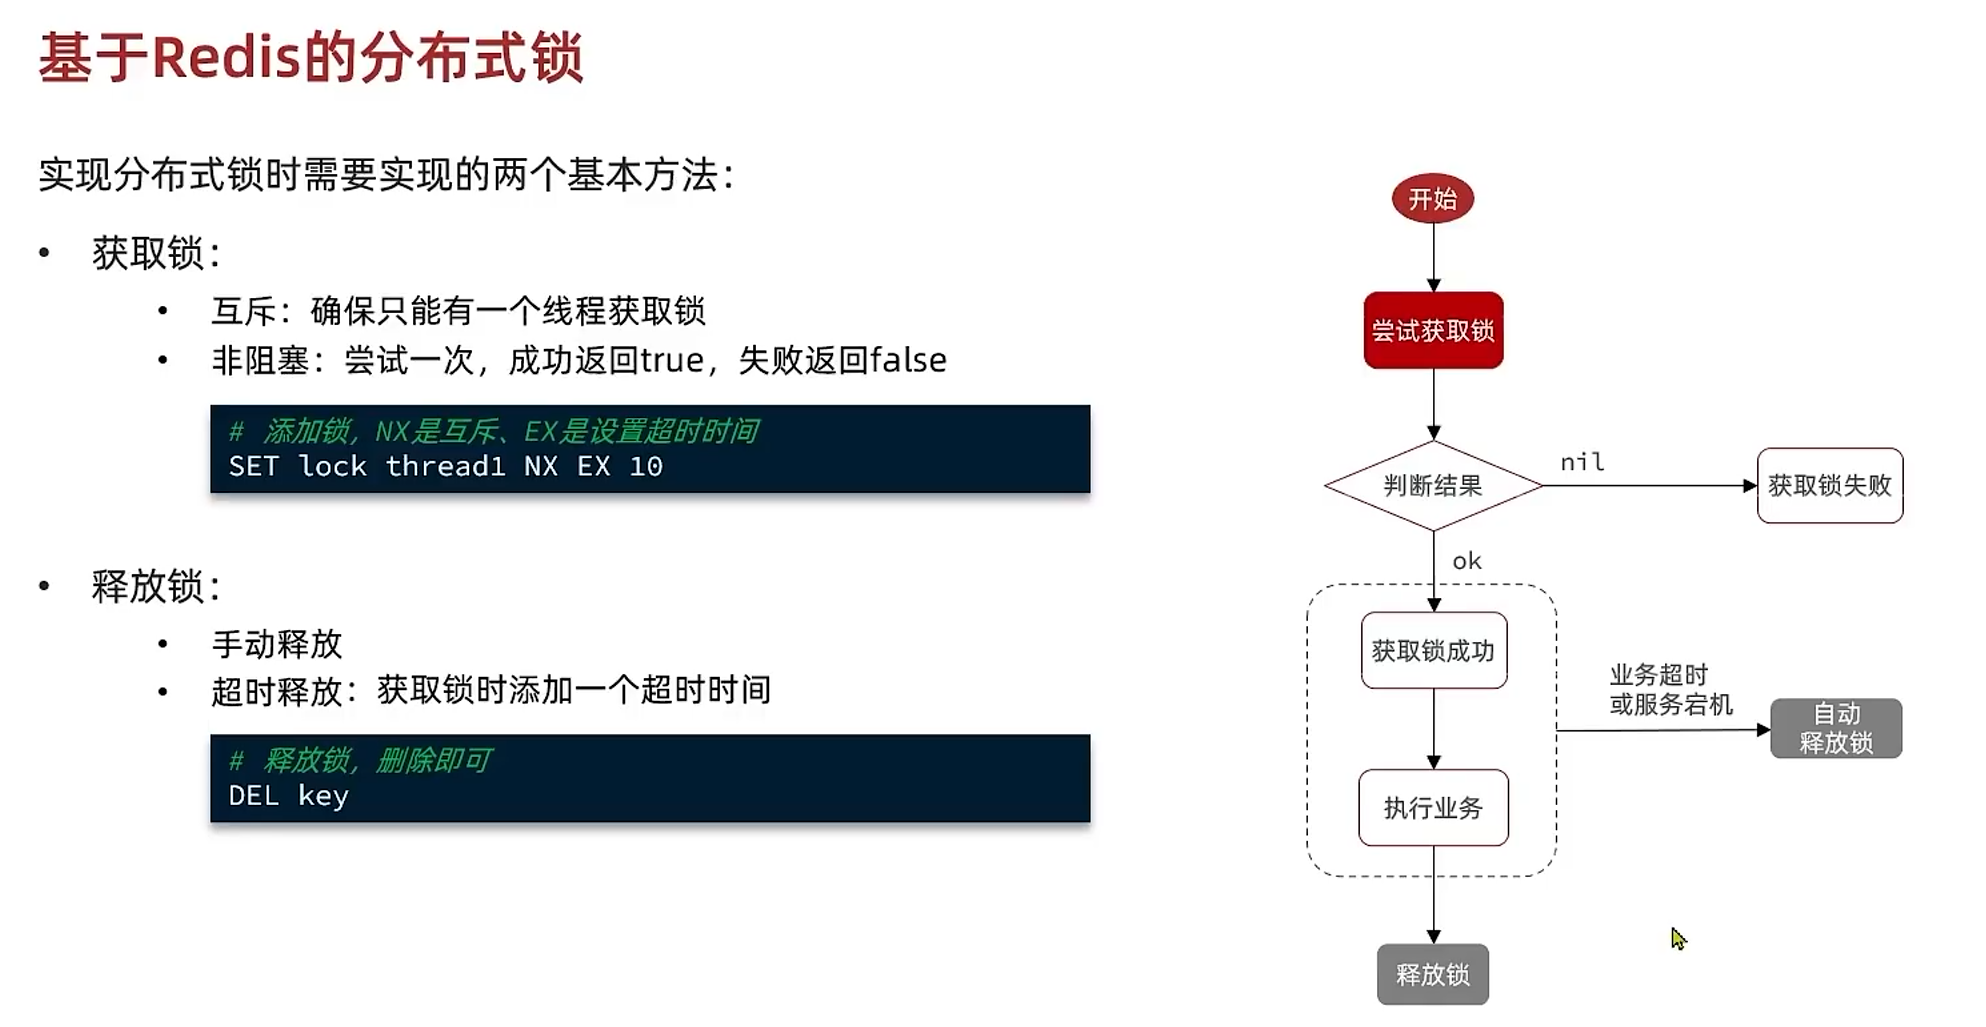 基于Redis的分布式锁
实现分布式锁时需要实现的两个基本方法：
• 获取锁：
• 互斥：确保只能有一个线程获取锁
• 非阻塞：尝试一次，成功返回true，失败返回false
# 添加锁，NX是互斥、EX是设置超时时间
SET lock thread1 NX EX 10
• 释放锁：
• 手动释放
• 超时释放：获取锁时添加一个超时时间
# 释放锁，删除即可
DEL key
开始
尝试获取锁
判断结果
nil
获取锁失败
ok
获取锁成功
业务超时
或服务宕机
自动
释放锁
执行业务
释放锁